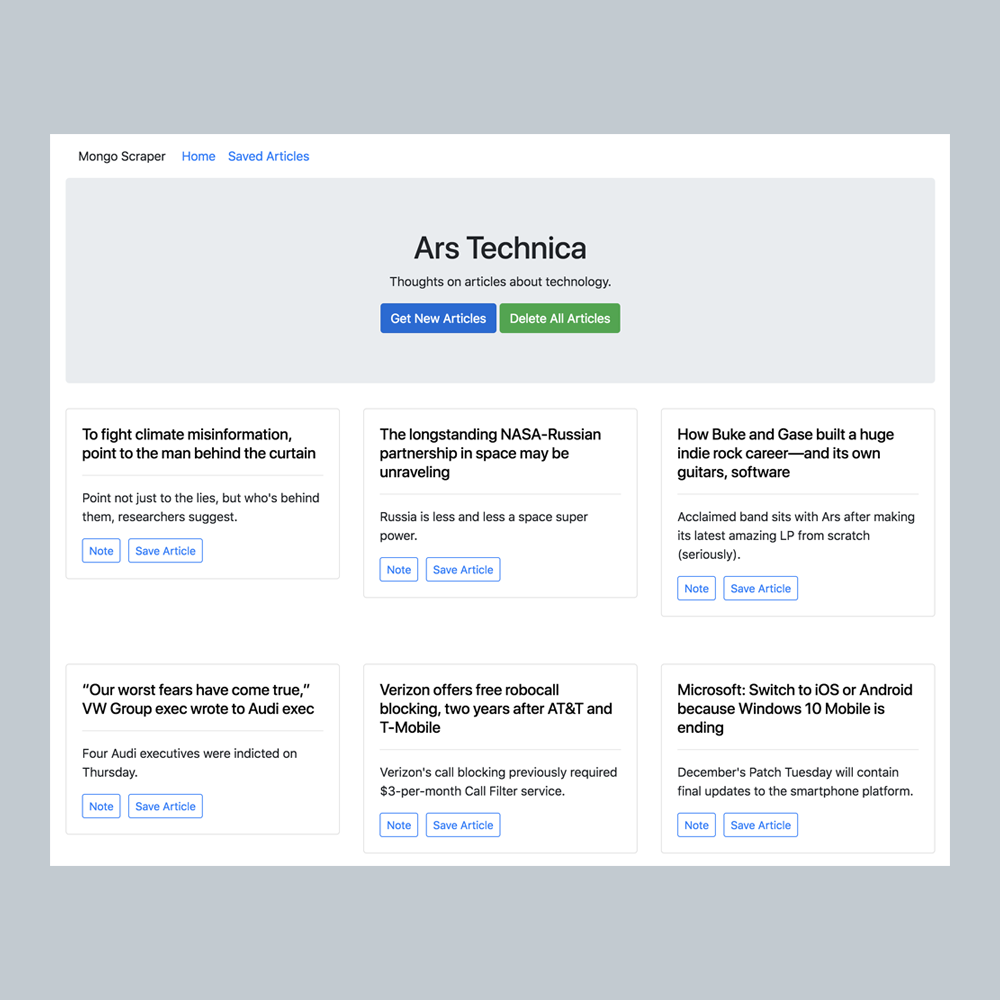 Mongo Scraper Home Saved Articles
Ars Technica
Thoughts on articles about technology.
Get New Articles Delete All Articles
To fight climate misinformation,
point to the man behind the curtain
Point not just to the lies, but who's behind
them, researchers suggest.
Note Save Article
The longstanding NASA-Russian
partnership in space may be
unraveling
Russia is less and less a space super
power.
Note Save Article
How Buke and Gase built a huge
indie rock career—and its own
guitars, software
Acclaimed band sits with Ars after making
its latest amazing LP from scratch
(seriously).
Note Save Article
“Our worst fears have come true,”
VW Group exec wrote to Audi exec
Four Audi executives were indicted on
Thursday.
Note Save Article
Verizon offers free robocall
blocking, two years after AT&T and
T-Mobile
Verizon's call blocking previously required
$3-per-month Call Filter service.
Note Save Article
Microsoft: Switch to iOS or Android
because Windows 10 Mobile is
ending
December's Patch Tuesday will contain
final updates to the smartphone platform.
Note Save Article